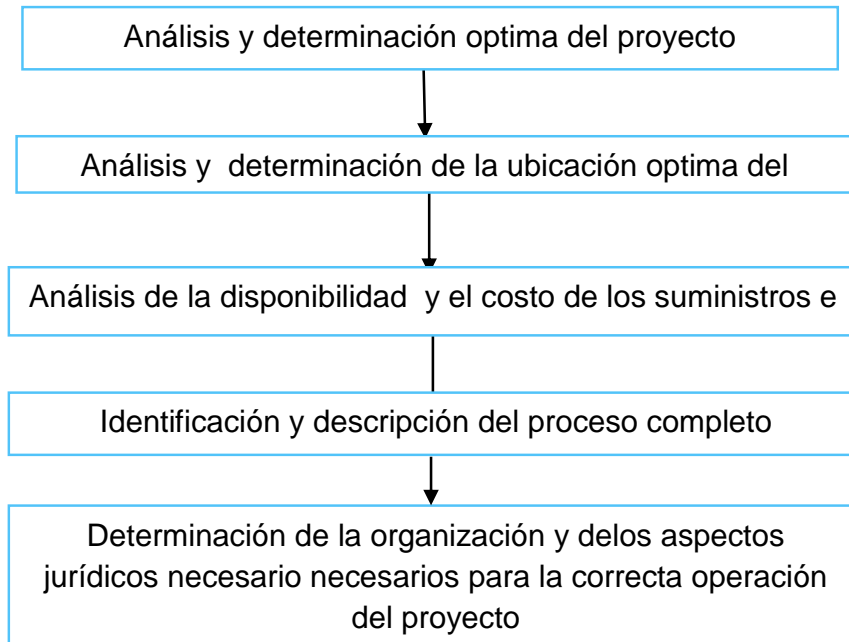 Análisis y determinación optima del proyecto
Análisis y  determinación de la ubicación optima del
Análisis de la disponibilidad  y el costo de los suministros e
Identificación y descripción del proceso completo
Determinación de la organización y delos aspectos
jurídicos necesario necesarios para la correcta operación
del proyecto